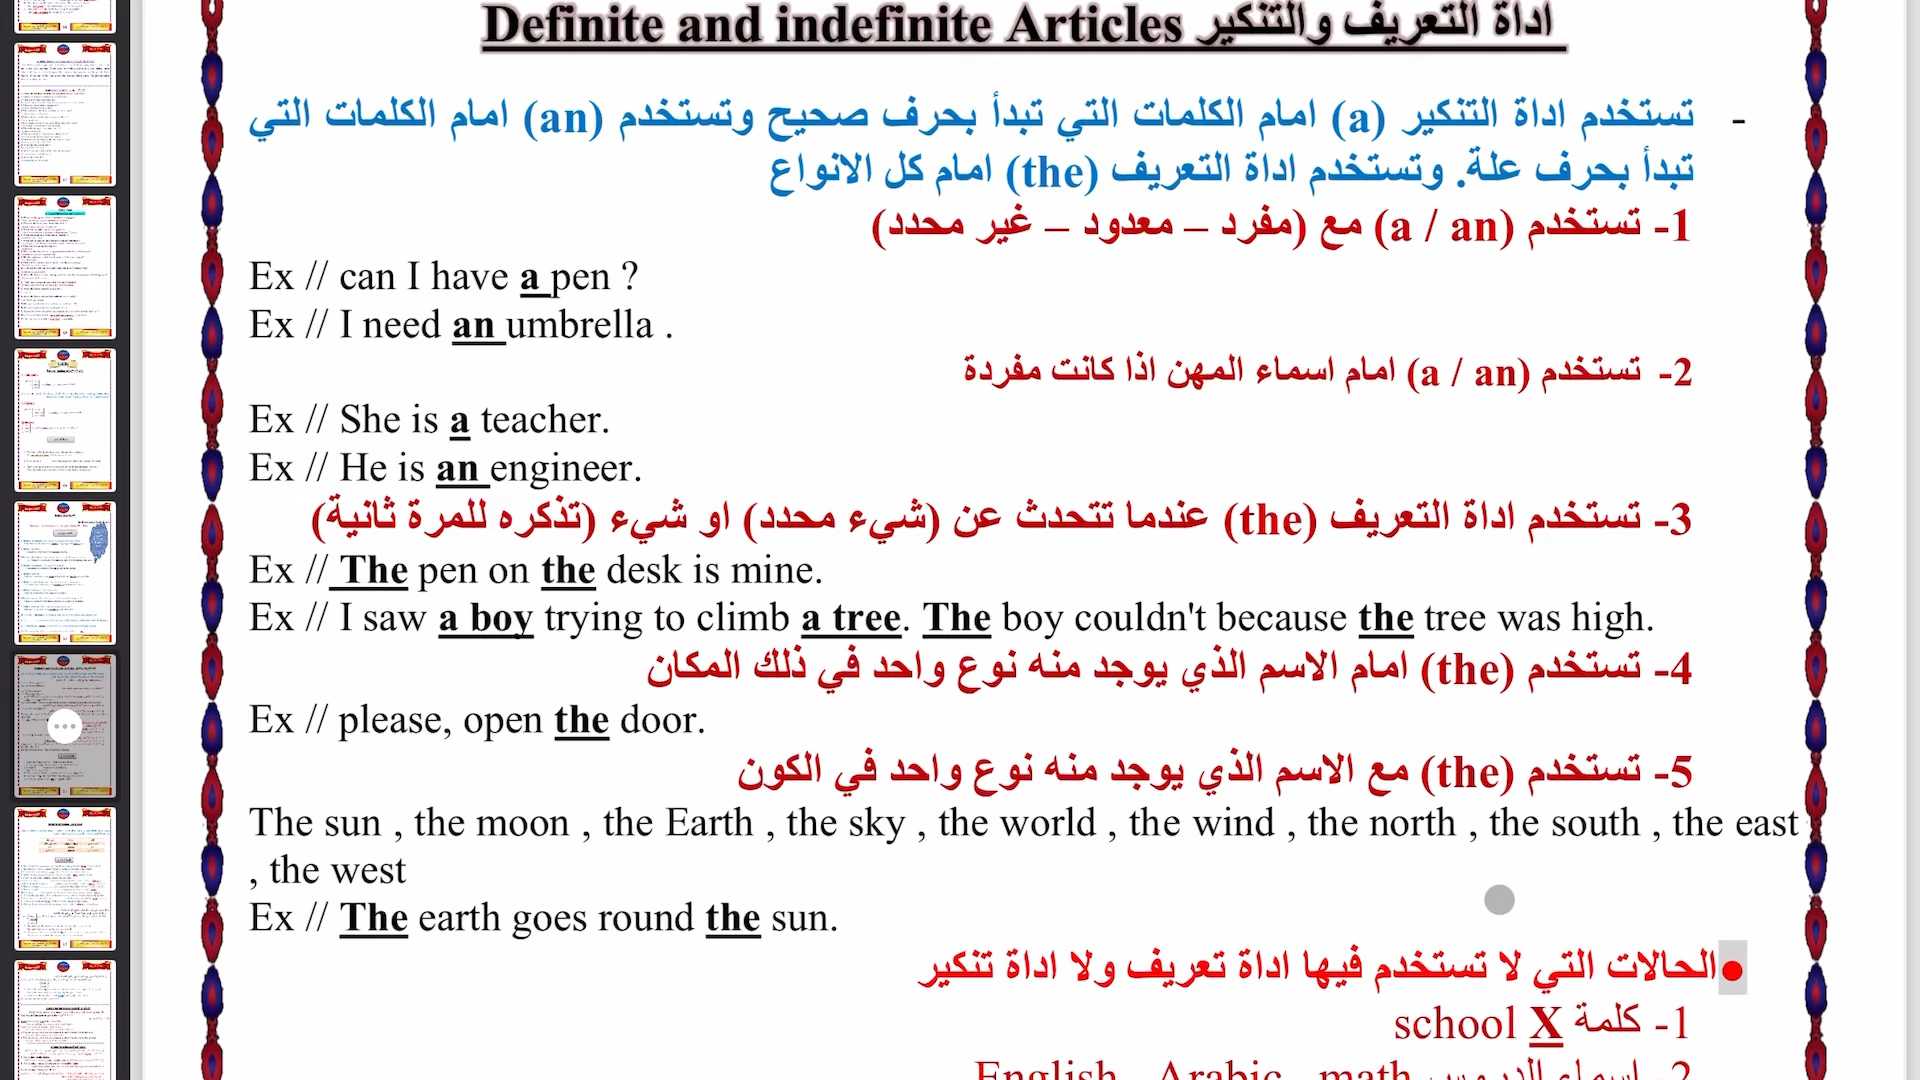 Definite and indefinite Articles اداة التعريف والتنكير
- تستخدم اداة التنكير (a) امام الكلمات التي تبدأ بحرف صحيح وتستخدم (an) امام الكلمات التي
تبدأ بحرف علة. وتستخدم اداة التعريف (the) امام كل الانواع
1- تستخدم (a / an) مع (مفرد – معدود – غير محدد)
Ex // can I have a pen ?
Ex // I need an umbrella .
2- تستخدم (a / an) امام اسماء المهن اذا كانت مفردة
Ex // She is a teacher.
Ex // He is an engineer.
3- تستخدم اداة التعريف (the) عندما تتحدث عن (شيء محدد) او شيء (تذكره للمرة ثانية)
Ex // The pen on the desk is mine.
Ex // I saw a boy trying to climb a tree. The boy couldn't because the tree was high.
4- تستخدم (the) امام الاسم الذي يوجد منه نوع واحد في ذلك المكان
Ex // please, open the door.
5- تستخدم (the) مع الاسم الذي يوجد منه نوع واحد في الكون
The sun , the moon , the Earth , the sky , the world , the wind , the north , the south , the east
, the west
Ex // The earth goes round the sun.
● الحالات التي لا تستخدم فيها اداة تعريف ولا اداة تنكير
1- كلمة school X
2- اسماء الدروس English , Arabic , math